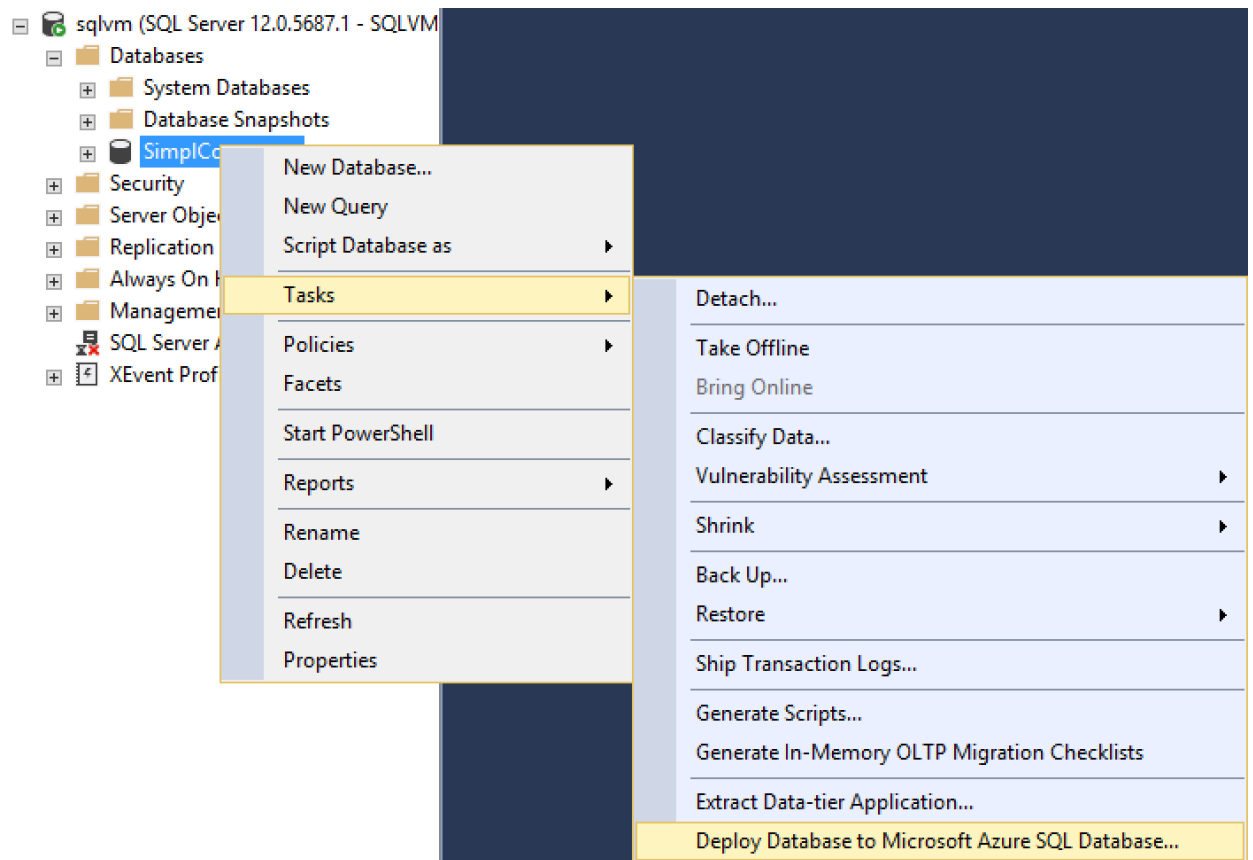 sqlvm (SQL Server 12.0.5687.1 - SQLVM
Databases
System Databases
Database Snapshots
SimplCo
Security
Server Obje
Replication
Always On H
Managemen
SQL Server A
XEvent Profi
New Database...
New Query
Script Database as
Tasks
Policies
Facets
Start PowerShell
Reports
Rename
Delete
Refresh
Properties
Detach...
Take Offline
Bring Online
Classify Data...
Vulnerability Assessment
Shrink
Back Up...
Restore
Ship Transaction Logs...
Generate Scripts...
Generate In-Memory OLTP Migration Checklists
Extract Data-tier Application...
Deploy Database to Microsoft Azure SQL Database...